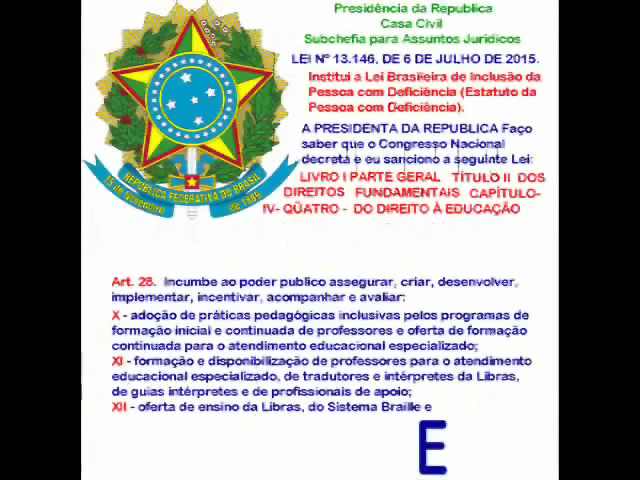 Presidência da Republica
Casa Civil
Subchefia para Assuntos Juridicos
LEI Nº 13.146, DE 6 DE JULHO DE 2015.
Institui a Lei Brasileira de Inclusão da
Pessoa com Deficiência (Estatuto da
Pessoa com Deficiência).
A PRESIDENTA DA REPUBLICA Faço
saber que o Congresso Nacional
decreta e eu sanciono a seguinte Lei:
LIVRO I PARTE GERAL TÍTULO II DOS
DIREITOS FUNDAMENTAIS CAPÍTULO-
IV- QÜATRO - DO DIREITO À EDUCAÇÃO
REPÚBLICA FEDERATIVA DO BRASIL
15 de Novembro de 1889
Art. 28. Incumbe ao poder publico assegurar, criar, desenvolver,
implementar, incentivar, acompanhar e avaliar:
X - adoção de práticas pedagógicas inclusivas pelos programas de
formação inicial e continuada de professores e oferta de formação
continuada para o atendimento educacional especializado;
XI - formação e disponibilização de professores para o atendimento
educacional especializado, de tradutores e intérpretes da Libras,
de guias intérpretes e de profissionais de apoio;
XII - oferta de ensino da Libras, do Sistema Braille e
E